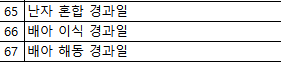 65 난자 혼합 경과일
66 배아 이식 경과일
67 배아 해동 경과일